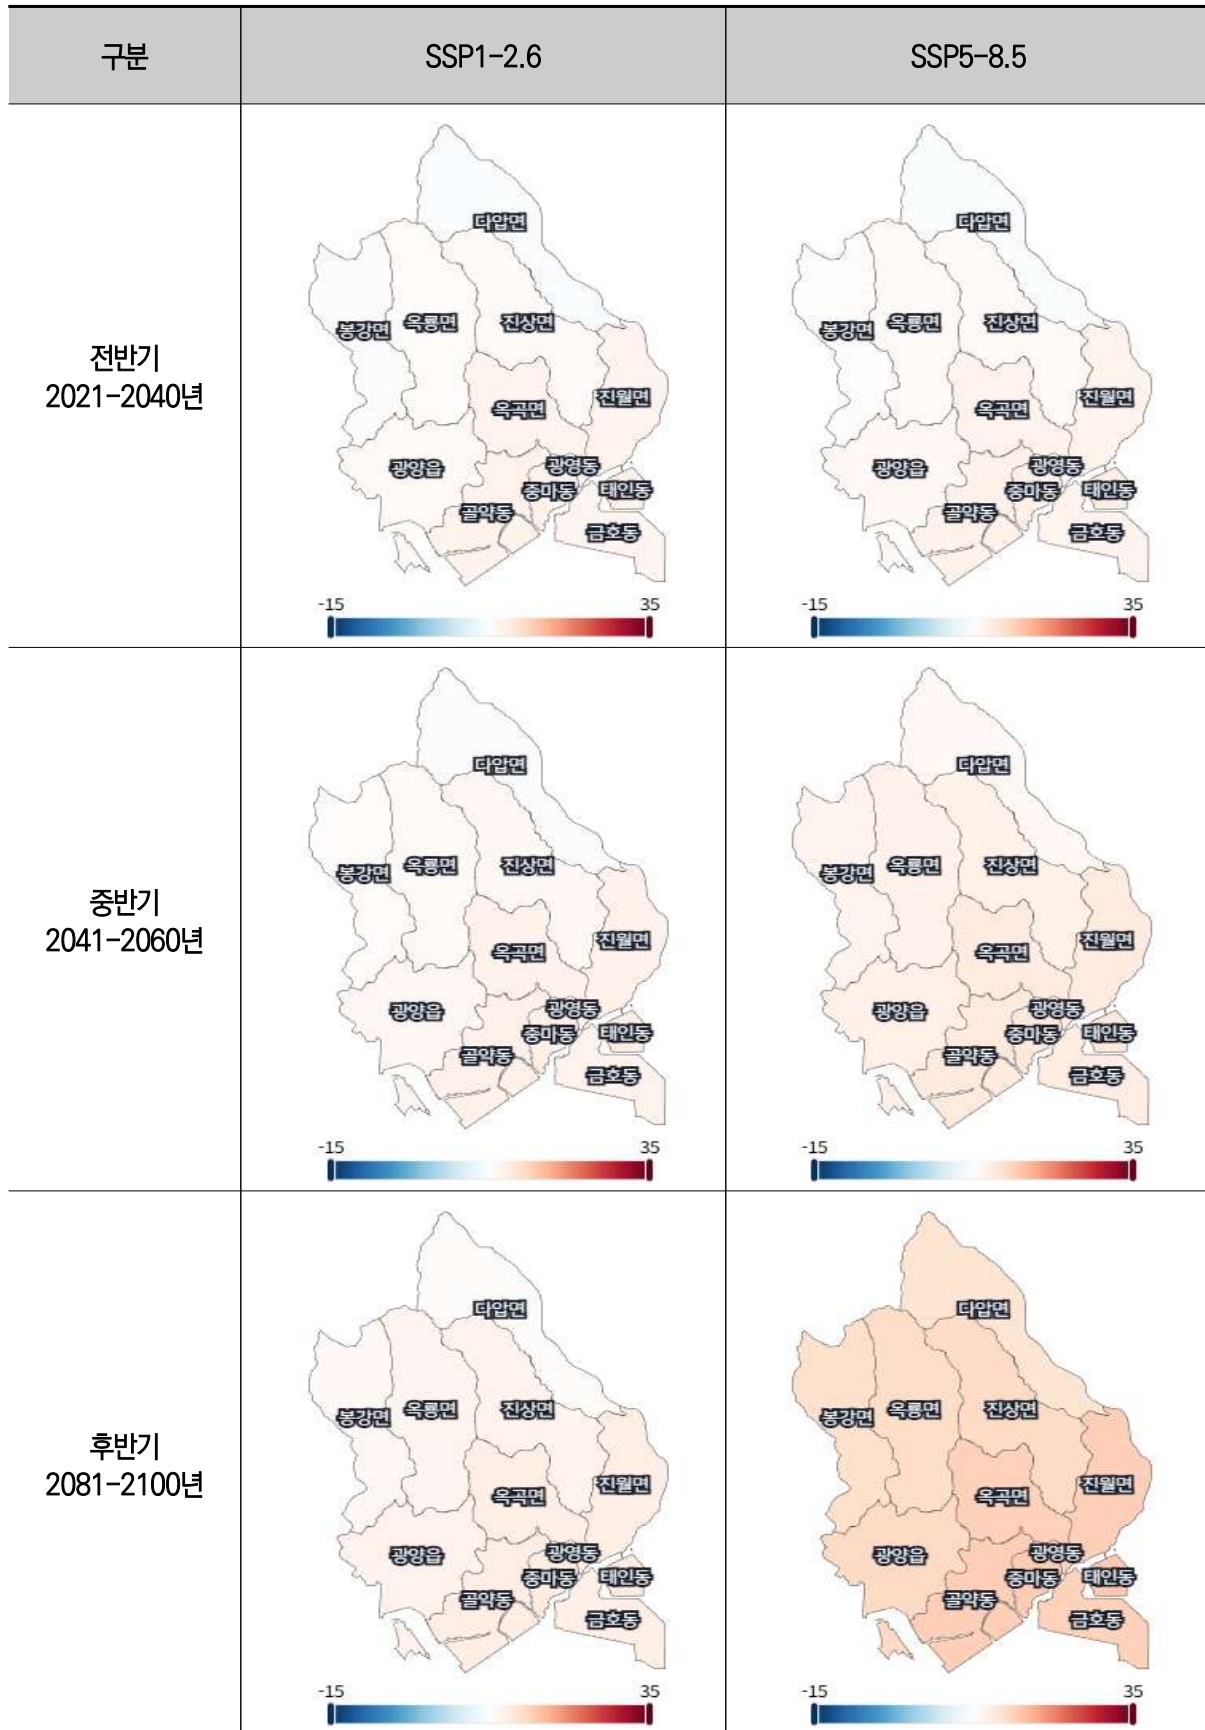 구분
SSP1-2.6
SSP5-8.5
전반기
2021-2040년
다압면
봉강면
옥룡면
진상면
옥곡면
진월면
광양읍
광영동
중마동
태인동
골약동
금호동
-15
35
다압면
봉강면
옥룡면
진상면
옥곡면
진월면
광양읍
광영동
중마동
태인동
골약동
금호동
-15
35
중반기
2041-2060년
다압면
봉강면
옥룡면
진상면
옥곡면
진월면
광양읍
광영동
중마동
태인동
골약동
금호동
-15
35
다압면
봉강면
옥룡면
진상면
옥곡면
진월면
광양읍
광영동
중마동
태인동
골약동
금호동
-15
35
후반기
2081-2100년
다압면
봉강면
옥룡면
진상면
옥곡면
진월면
광양읍
광영동
중마동
태인동
골약동
금호동
-15
35
다압면
봉강면
옥룡면
진상면
옥곡면
진월면
광양읍
광영동
중마동
태인동
골약동
금호동
-15
35